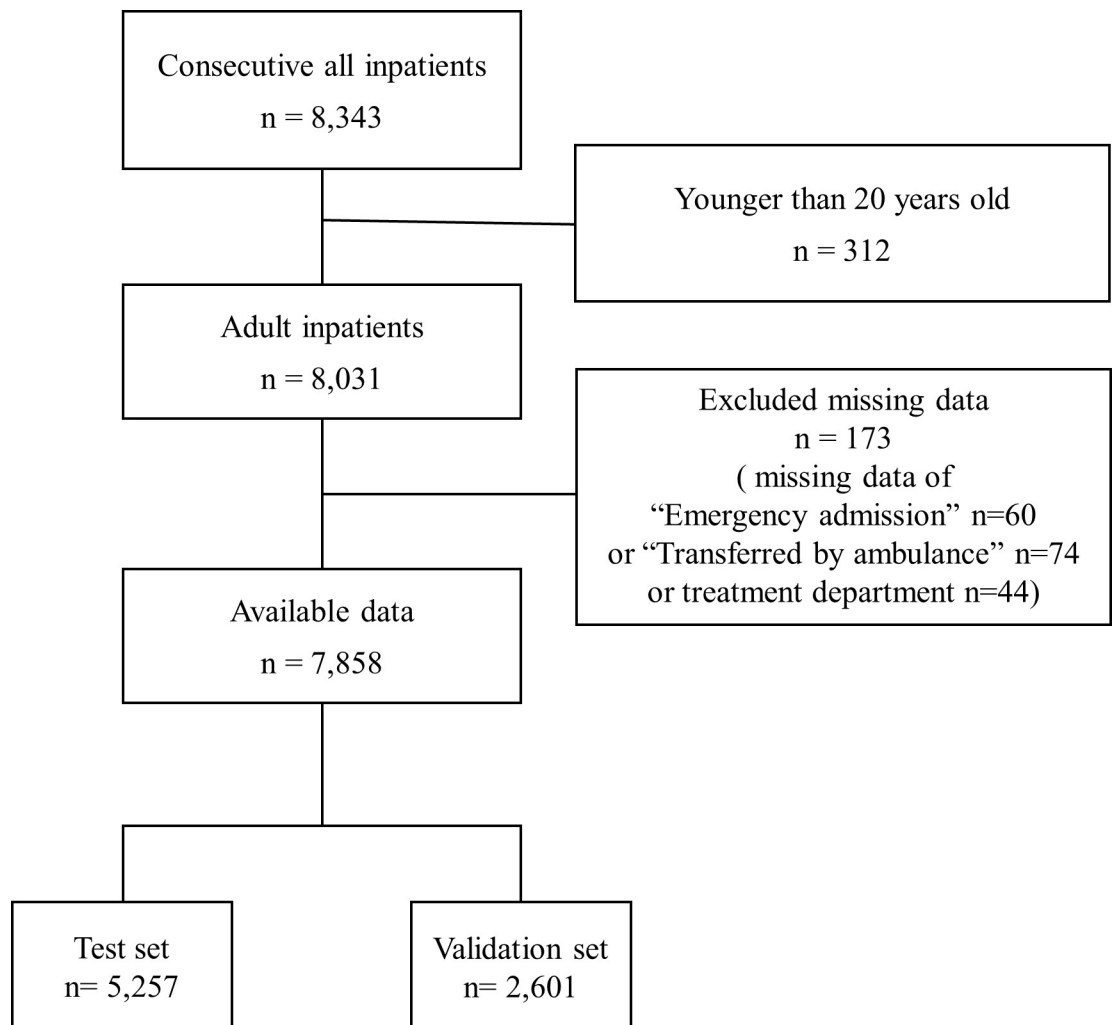 Consecutive all inpatients
n = 8,343
Younger than 20 years old
n = 312
Adult inpatients
n = 8,031
Excluded missing data
n = 173
( missing data of
“Emergency admission” n=60
or “Transferred by ambulance” n=74
or treatment department n=44)
Available data
n = 7,858
Test set
n= 5,257
Validation set
n= 2,601